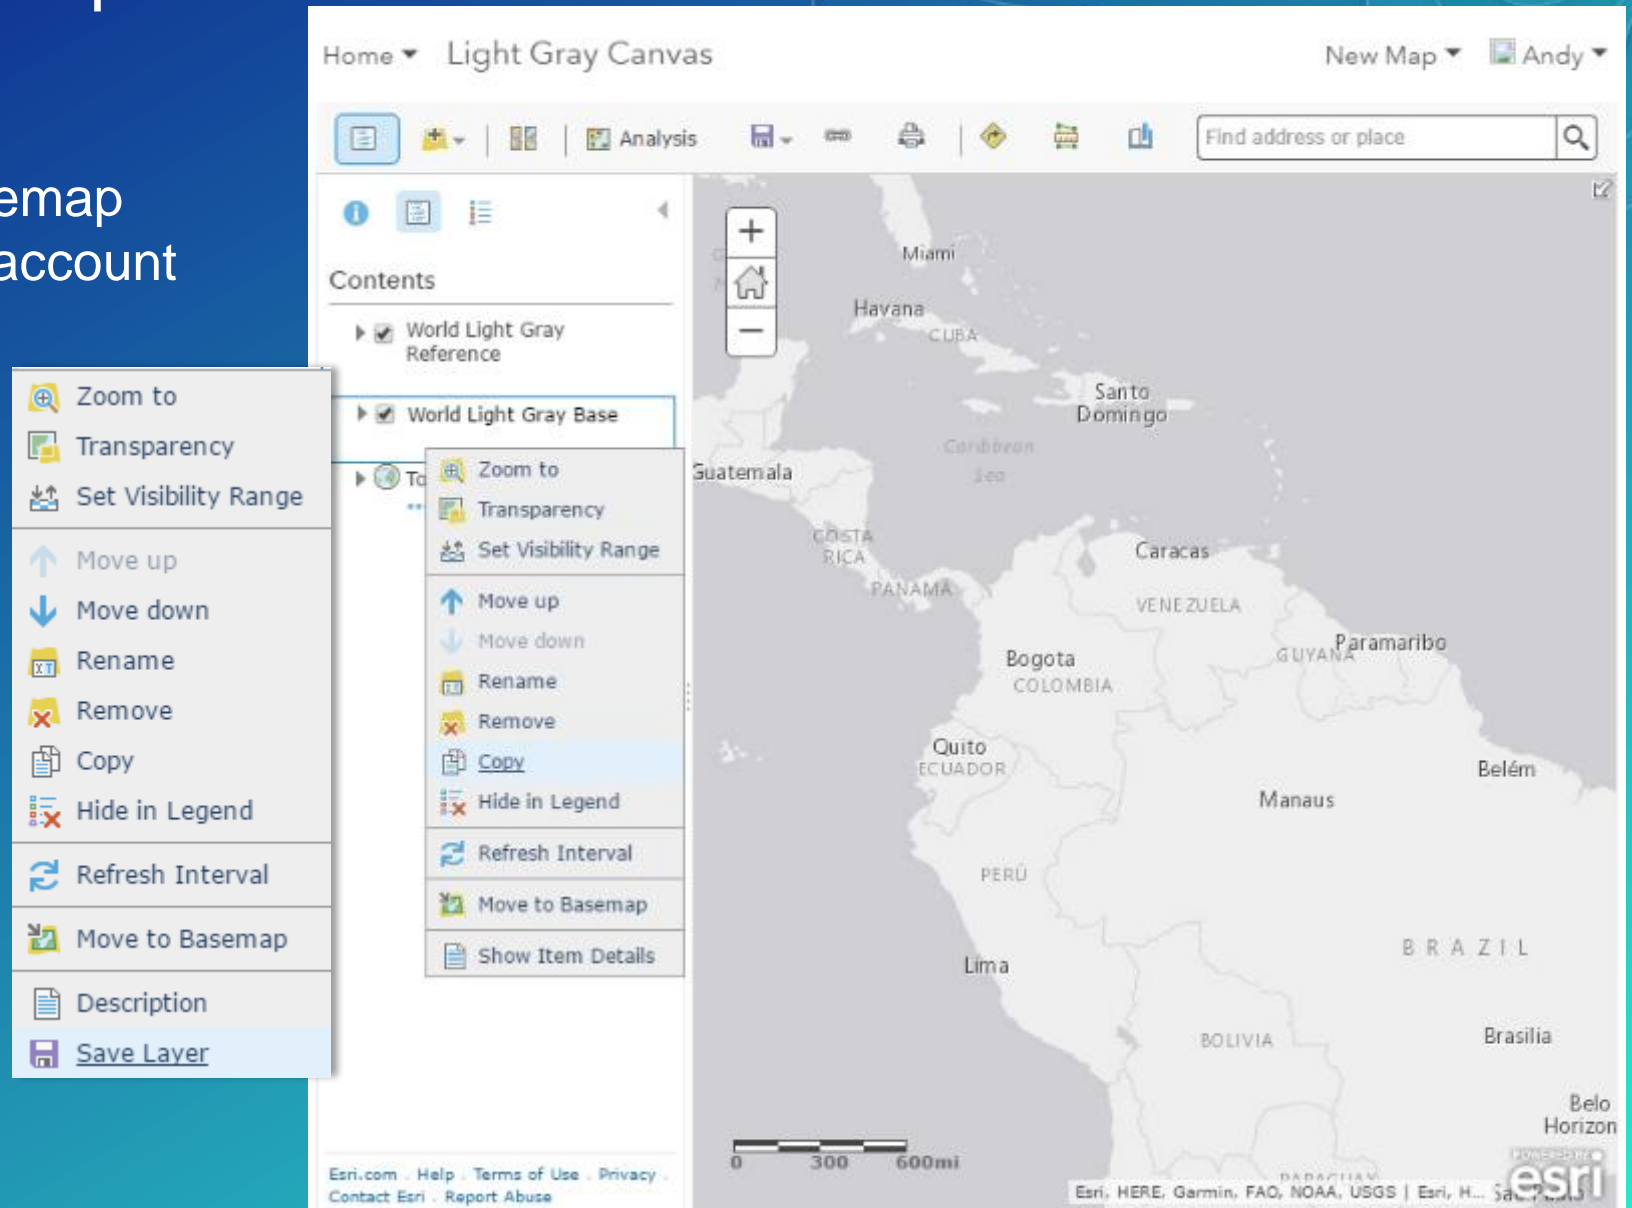 Home
Light Gray Canvas
New Map
Andy
Analysis
Find address or place
emap
account
Contents
World Light Gray
Reference
World Light Gray Base
Zoom to
Transparency
Set Visibility Range
Move up
Move down
Rename
Remove
Copy
Hide in Legend
Refresh Interval
Move to Basemap
Show Item Details
Zoom to
Transparency
Set Visibility Range
Move up
Move down
Rename
Remove
Copy
Hide in Legend
Refresh Interval
Move to Basemap
Description
Save Layer
Esri.com . Help . Terms of Use . Privacy .
Contact Esri . Report Abuse
Miami
Havana
CUBA
Santo
Domingo
Caribbean
Sea
Guatemala
COSTA
RICA
PANAMÁ
Caracas
VENEZUELA
Paramaribo
GUYANA
Bogota
COLOMBIA
Quito
ECUADOR
Belém
Manaus
PERÚ
BRAZIL
Lima
BOLIVIA
Brasilia
Belo
Horizon
0 300 600mi
PARAGUAY
POWERED BY
esri
Esri, HERE, Garmin, FAO, NOAA, USGS | Esri, H...